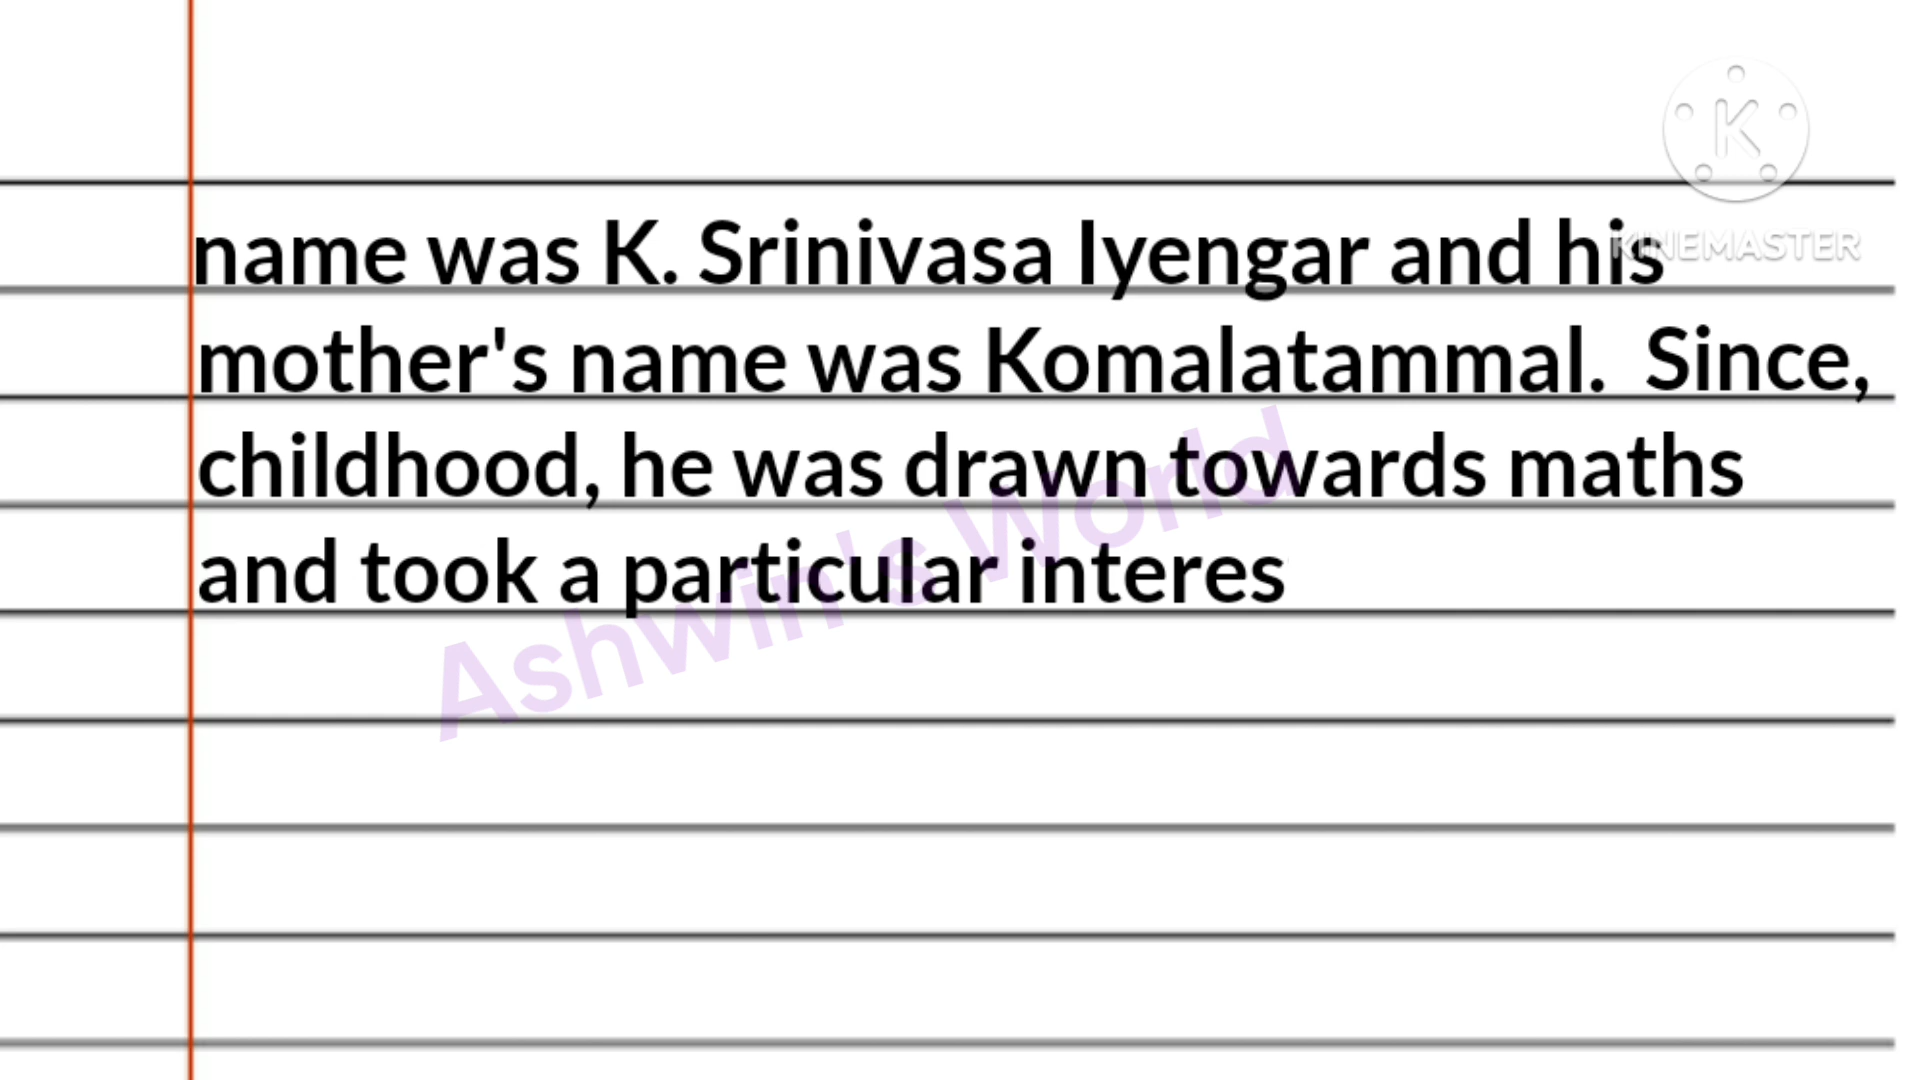 KINEMASTER
name was K. Srinivasa Iyengar and his
mother's name was Komalatammal.  Since,
childhood, he was drawn towards maths
and took a particular interes
Ashwin's World